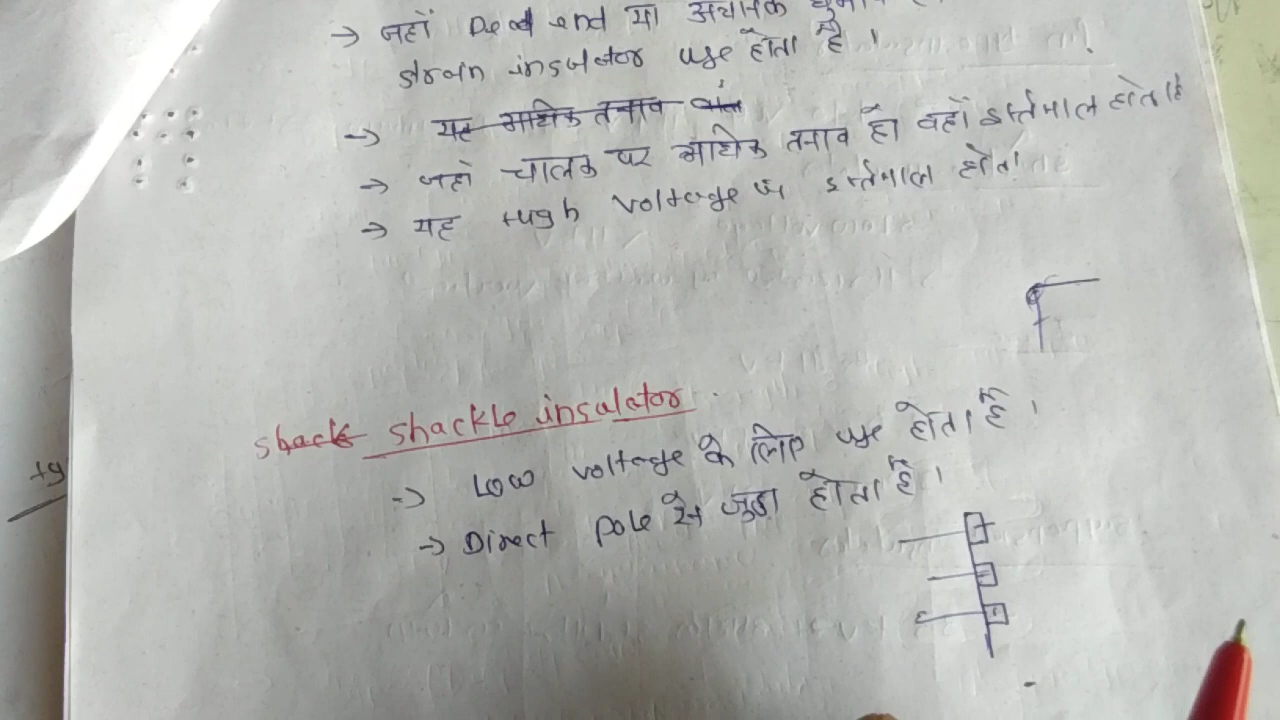 → जहाँ Dead end या अचानक
strain insulator use होता है ।
→ यह अधिक तनाव
→ जहाँ चालक पर अधिक तनाव हो वहाँ इस्तेमाल होता है
→ यह High voltage में इस्तेमाल होता
shack shackle insulator
→ Low voltage के लिए use होता है ।
→ Direct pole से जुड़ा होता है ।